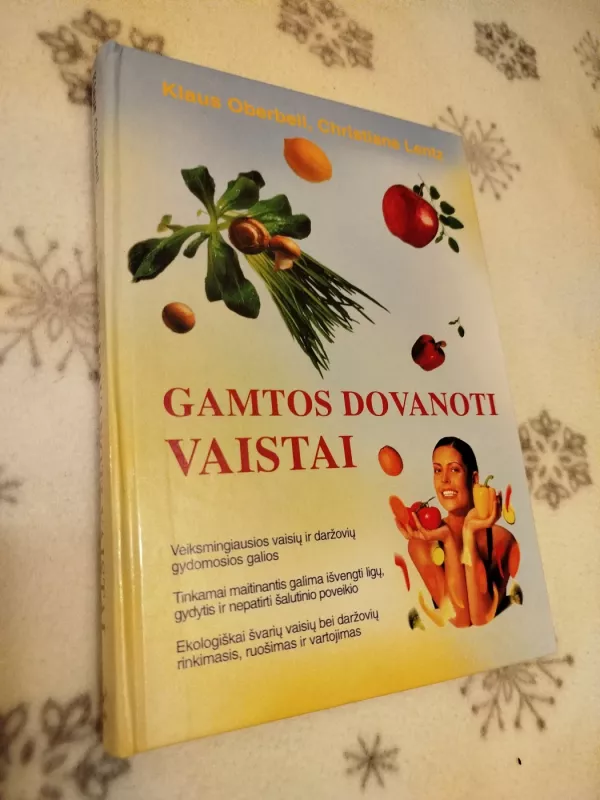 Klaus Oberbeil, Christiane Lentz
GAMTOS DOVANOTI
VAISTAI
Veiksmingiausios vaisių ir daržovių
gydomosios galios
Tinkamai maitinantis galima išvengti ligų,
gydytis ir nepatirti šalutinio poveikio
Ekologiškai švarių vaisių bei daržovių
rinkimasis, ruošimas ir vartojimas